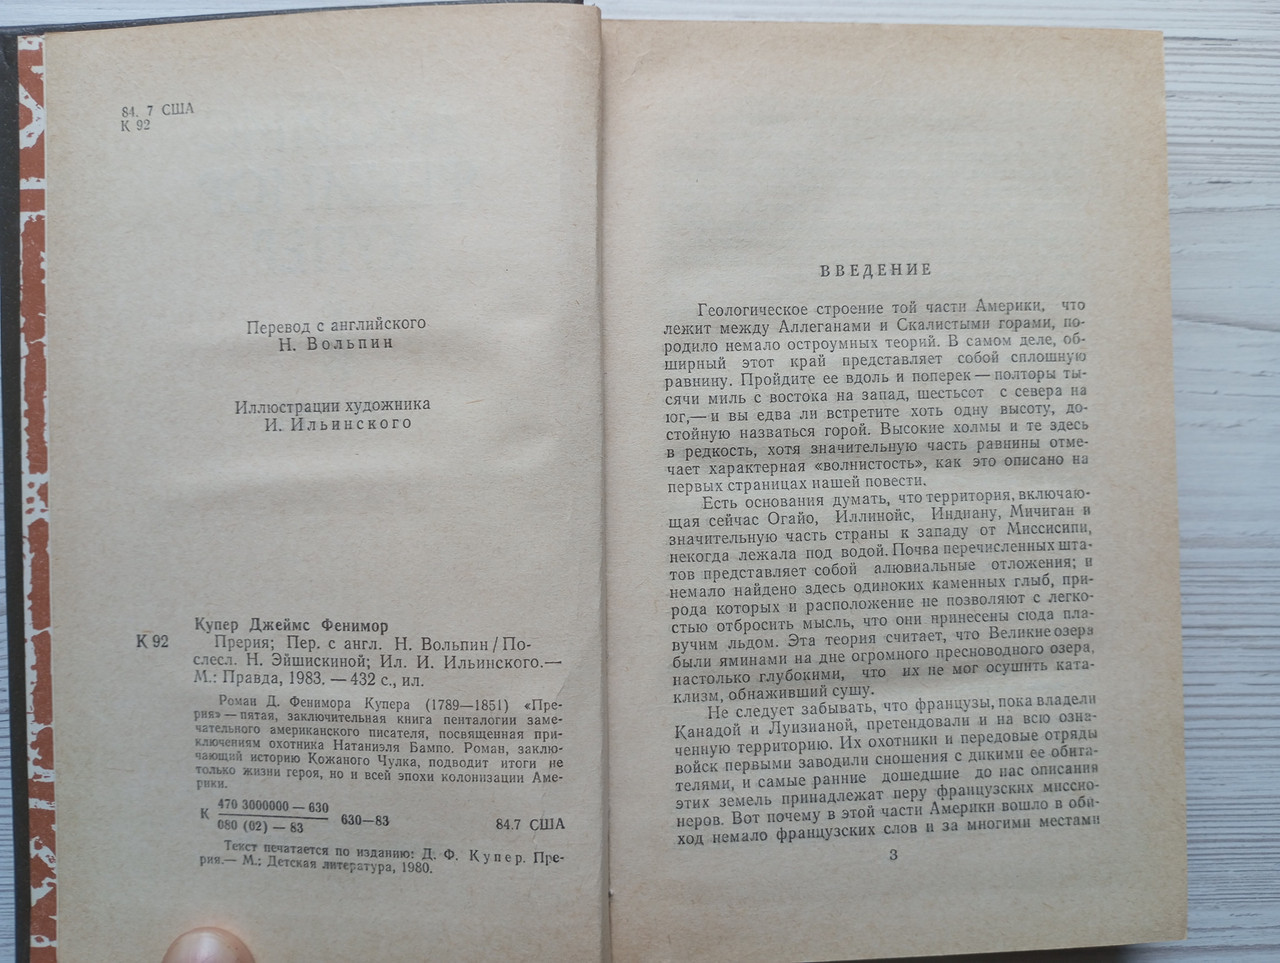 84. 7 США
К 92
Перевод с английского
Н. Вольпин
Иллюстрации художника
И. Ильинского
Купер Джеймс Фенимор
К 92 Прерия; Пер. с англ. Н. Вольпин / По-
слесл. Н. Эйшискиной; Ил. И. Ильинского.—
М.: Правда, 1983. — 432 с., ил.
Роман Д. Фенимора Купера (1789—1851) «Пре-
рия» — пятая, заключительная книга пенталогии заме-
чательного американского писателя, посвященная при-
ключениям охотника Натаниэля Бампо. Роман, заклю-
чающий историю Кожаного Чулка, подводит итоги не
только жизни героя, но и всей эпохи колонизации Аме-
рики.
470 3000000 — 630
К 630—83 84.7 США
080 (02) — 83
Текст печатается по изданию: Д. Ф. Купер. Пре-
рия.— М.: Детская литература, 1980.
ВВЕДЕНИЕ
Геологическое строение той части Америки, что
лежит между Аллеганами и Скалистыми горами, по-
родило немало остроумных теорий. В самом деле, об-
ширный этот край представляет собой сплошную
равнину. Пройдите ее вдоль и поперек — полторы ты-
сячи миль с востока на запад, шестьсот с севера на
юг,— и вы едва ли встретите хоть одну высоту, до-
стойную назваться горой. Высокие холмы и те здесь
в редкость, хотя значительную часть равнины отме-
чает характерная «волнистость», как это описано на
первых страницах нашей повести.
Есть основания думать, что территория, включаю-
щая сейчас Огайо, Иллинойс, Индиану, Мичиган и
значительную часть страны к западу от Миссисипи,
некогда лежала под водой. Почва перечисленных шта-
тов представляет собой алювиальные отложения; и
немало найдено здесь одиноких каменных глыб, при-
рода которых и расположение не позволяют с легко-
стью отбросить мысль, что они принесены сюда пла-
вучим льдом. Эта теория считает, что Великие озера
были яминами на дне огромного пресноводного озера,
настолько глубокими, что их не мог осушить ката-
клизм, обнаживший сушу.
Не следует забывать, что французы, пока владели
Канадой и Луизианой, претендовали и на всю озна-
ченную территорию. Их охотники и передовые отряды
войск первыми заводили сношения с дикими ее обита-
телями, и самые ранние дошедшие до нас описания
этих земель принадлежат перу французских миссио-
неров. Вот почему в этой части Америки вошло в оби-
ход немало французских слов и за многими местами
3